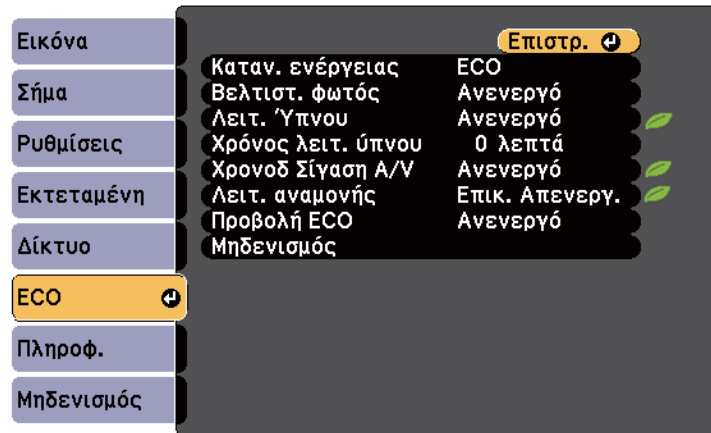 Εικόνα
Σήμα
Ρυθμίσεις
Εκτεταμένη
Δίκτυο
ECO
Πληροφ.
Μηδενισμός
Επιστρ.
Καταν. ενέργειας ECO
Βελτιστ. φωτός Ανενεργό
Λειτ. Ύπνου Ανενεργό
Χρόνος λειτ. ύπνου 0 λεπτά
Χρονοδ Σίγαση A/V Ανενεργό
Λειτ. αναμονής Επικ. Απενεργ.
Προβολή ECO Ανενεργό
Μηδενισμός